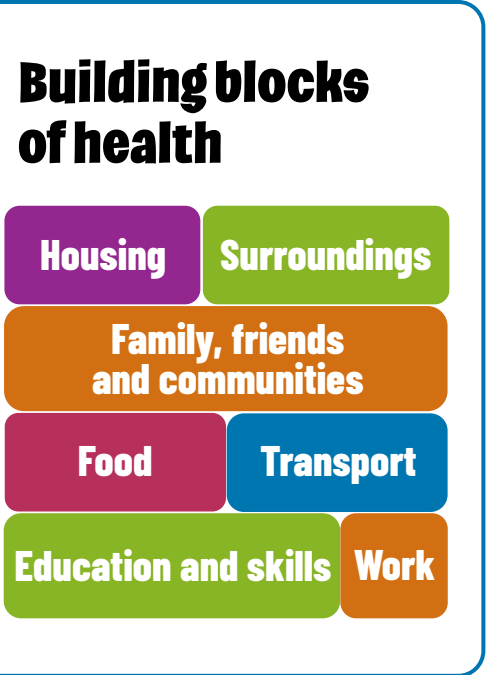 Building blocks
of health
Housing
Surroundings
Family, friends
and communities
Food
Transport
Education and skills
Work